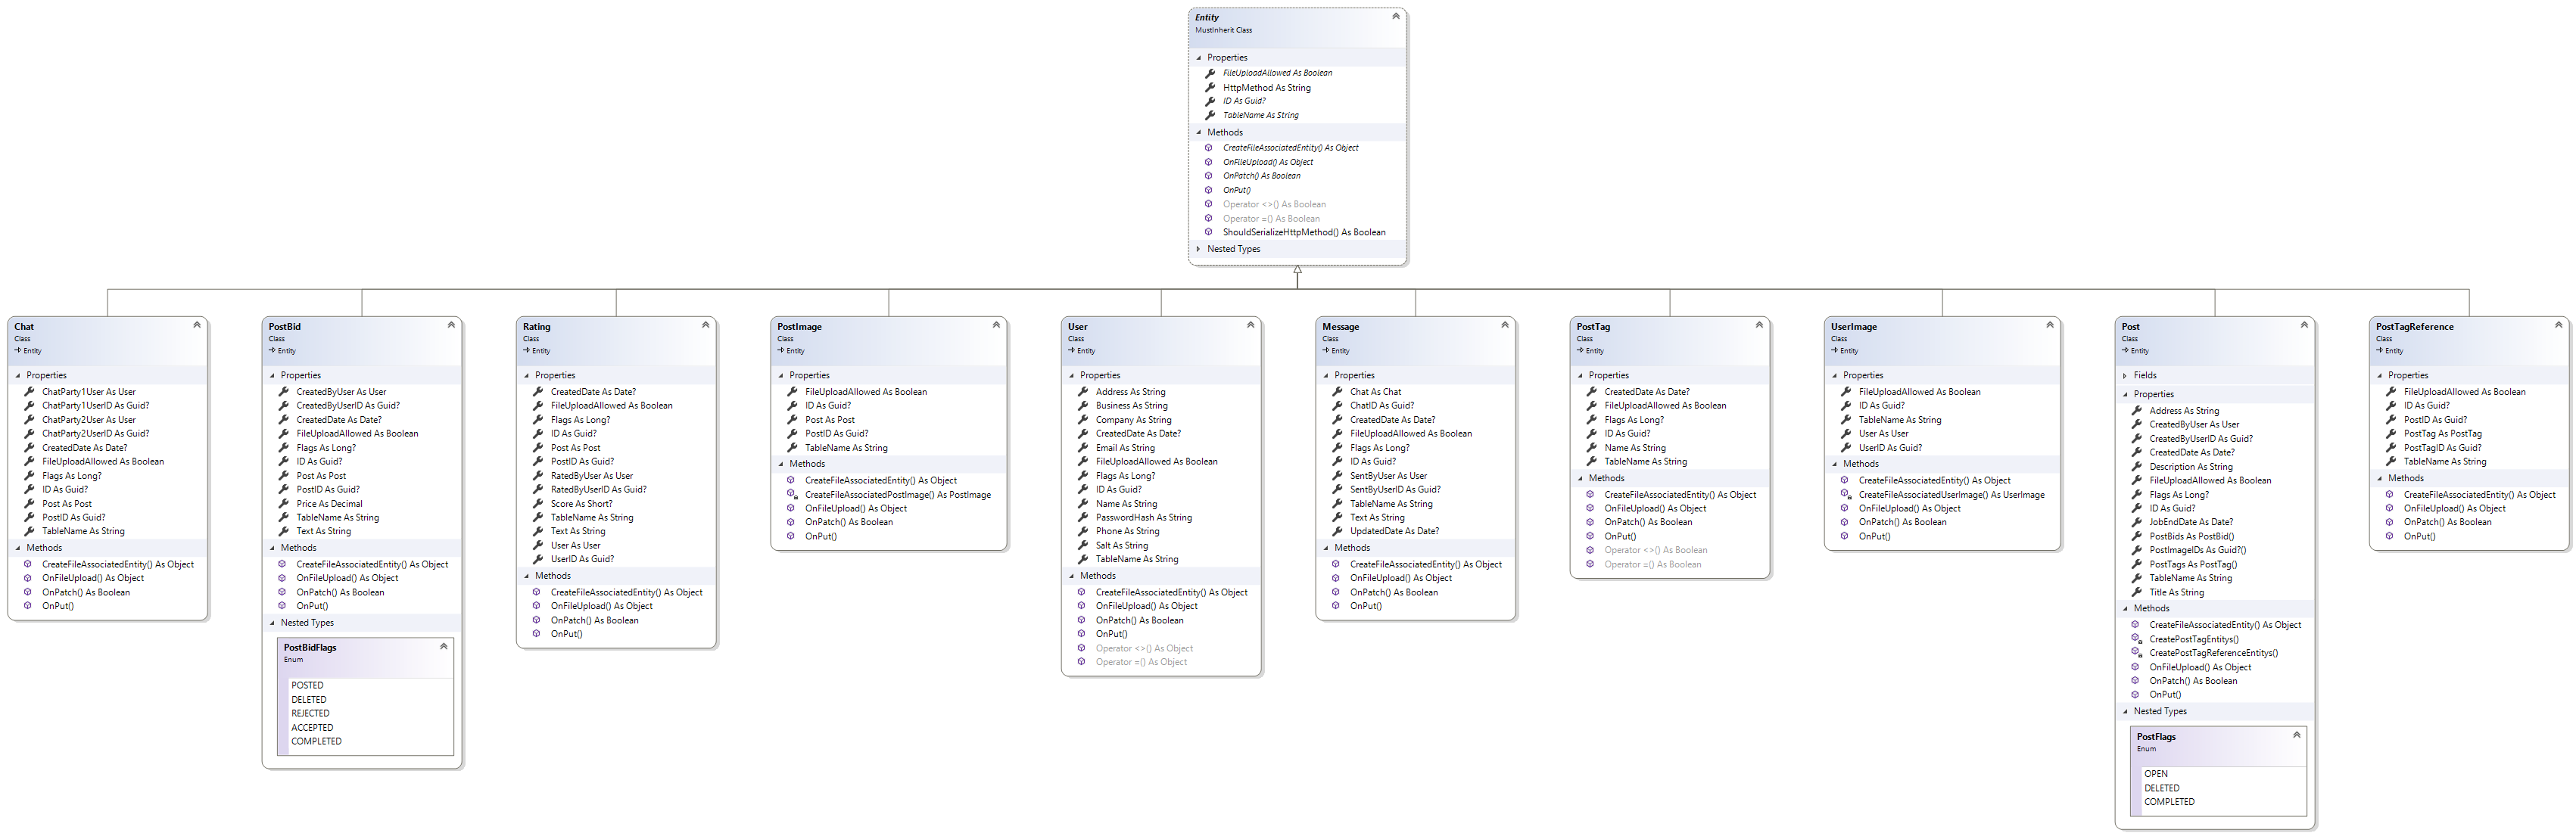 Entity
MustInherit Class
Properties
FileUploadAllowed As Boolean
HttpMethod As String
ID As Guid?
TableName As String
Methods
CreateFileAssociatedEntity() As Object
OnFileUpload() As Object
OnPatch() As Boolean
OnPut()
Operator <>() As Boolean
Operator =() As Boolean
ShouldSerializeHttpMethod() As Boolean
Nested Types
Chat
Class
Entity
Properties
ChatParty1User As User
ChatParty1UserID As Guid?
ChatParty2User As User
ChatParty2UserID As Guid?
CreatedDate As Date?
FileUploadAllowed As Boolean
Flags As Long?
ID As Guid?
Post As Post
PostID As Guid?
TableName As String
Methods
CreateFileAssociatedEntity() As Object
OnFileUpload() As Object
OnPatch() As Boolean
OnPut()
PostBid
Class
Entity
Properties
CreatedByUser As User
CreatedByUserID As Guid?
CreatedDate As Date?
FileUploadAllowed As Boolean
Flags As Long?
ID As Guid?
Post As Post
PostID As Guid?
Price As Decimal
TableName As String
Text As String
Methods
CreateFileAssociatedEntity() As Object
OnFileUpload() As Object
OnPatch() As Boolean
OnPut()
Nested Types
PostBidFlags
Enum
POSTED
DELETED
REJECTED
ACCEPTED
COMPLETED
Rating
Class
Entity
Properties
CreatedDate As Date?
FileUploadAllowed As Boolean
Flags As Long?
ID As Guid?
Post As Post
PostID As Guid?
RatedByUser As User
RatedByUserID As Guid?
Score As Short?
TableName As String
Text As String
User As User
UserID As Guid?
Methods
CreateFileAssociatedEntity() As Object
OnFileUpload() As Object
OnPatch() As Boolean
OnPut()
PostImage
Class
Entity
Properties
FileUploadAllowed As Boolean
ID As Guid?
Post As Post
PostID As Guid?
TableName As String
Methods
CreateFileAssociatedEntity() As Object
CreateFileAssociatedPostImage() As PostImage
OnFileUpload() As Object
OnPatch() As Boolean
OnPut()
User
Class
Entity
Properties
Address As String
Business As String
Company As String
CreatedDate As Date?
Email As String
FileUploadAllowed As Boolean
Flags As Long?
ID As Guid?
Name As String
PasswordHash As String
Phone As String
Salt As String
TableName As String
Methods
CreateFileAssociatedEntity() As Object
OnFileUpload() As Object
OnPatch() As Boolean
OnPut()
Operator <>() As Object
Operator =() As Object
Message
Class
Entity
Properties
Chat As Chat
ChatID As Guid?
CreatedDate As Date?
FileUploadAllowed As Boolean
Flags As Long?
ID As Guid?
SentByUser As User
SentByUserID As Guid?
TableName As String
Text As String
UpdatedDate As Date?
Methods
CreateFileAssociatedEntity() As Object
OnFileUpload() As Object
OnPatch() As Boolean
OnPut()
PostTag
Class
Entity
Properties
CreatedDate As Date?
FileUploadAllowed As Boolean
Flags As Long?
ID As Guid?
Name As String
TableName As String
Methods
CreateFileAssociatedEntity() As Object
OnFileUpload() As Object
OnPatch() As Boolean
OnPut()
Operator <>() As Boolean
Operator =() As Boolean
UserImage
Class
Entity
Properties
FileUploadAllowed As Boolean
ID As Guid?
TableName As String
User As User
UserID As Guid?
Methods
CreateFileAssociatedEntity() As Object
CreateFileAssociatedUserImage() As UserImage
OnFileUpload() As Object
OnPatch() As Boolean
OnPut()
Post
Class
Entity
Fields
Properties
Address As String
CreatedByUser As User
CreatedByUserID As Guid?
CreatedDate As Date?
Description As String
FileUploadAllowed As Boolean
Flags As Long?
ID As Guid?
JobEndDate As Date?
PostBids As PostBid()
PostImageIDs As Guid?()
PostTags As PostTag()
TableName As String
Title As String
Methods
CreateFileAssociatedEntity() As Object
CreatePostTagEntitys()
CreatePostTagReferenceEntitys()
OnFileUpload() As Object
OnPatch() As Boolean
OnPut()
Nested Types
PostFlags
Enum
OPEN
DELETED
COMPLETED
PostTagReference
Class
Entity
Properties
FileUploadAllowed As Boolean
ID As Guid?
PostID As Guid?
PostTag As PostTag
PostTagID As Guid?
TableName As String
Methods
CreateFileAssociatedEntity() As Object
OnFileUpload() As Object
OnPatch() As Boolean
OnPut()